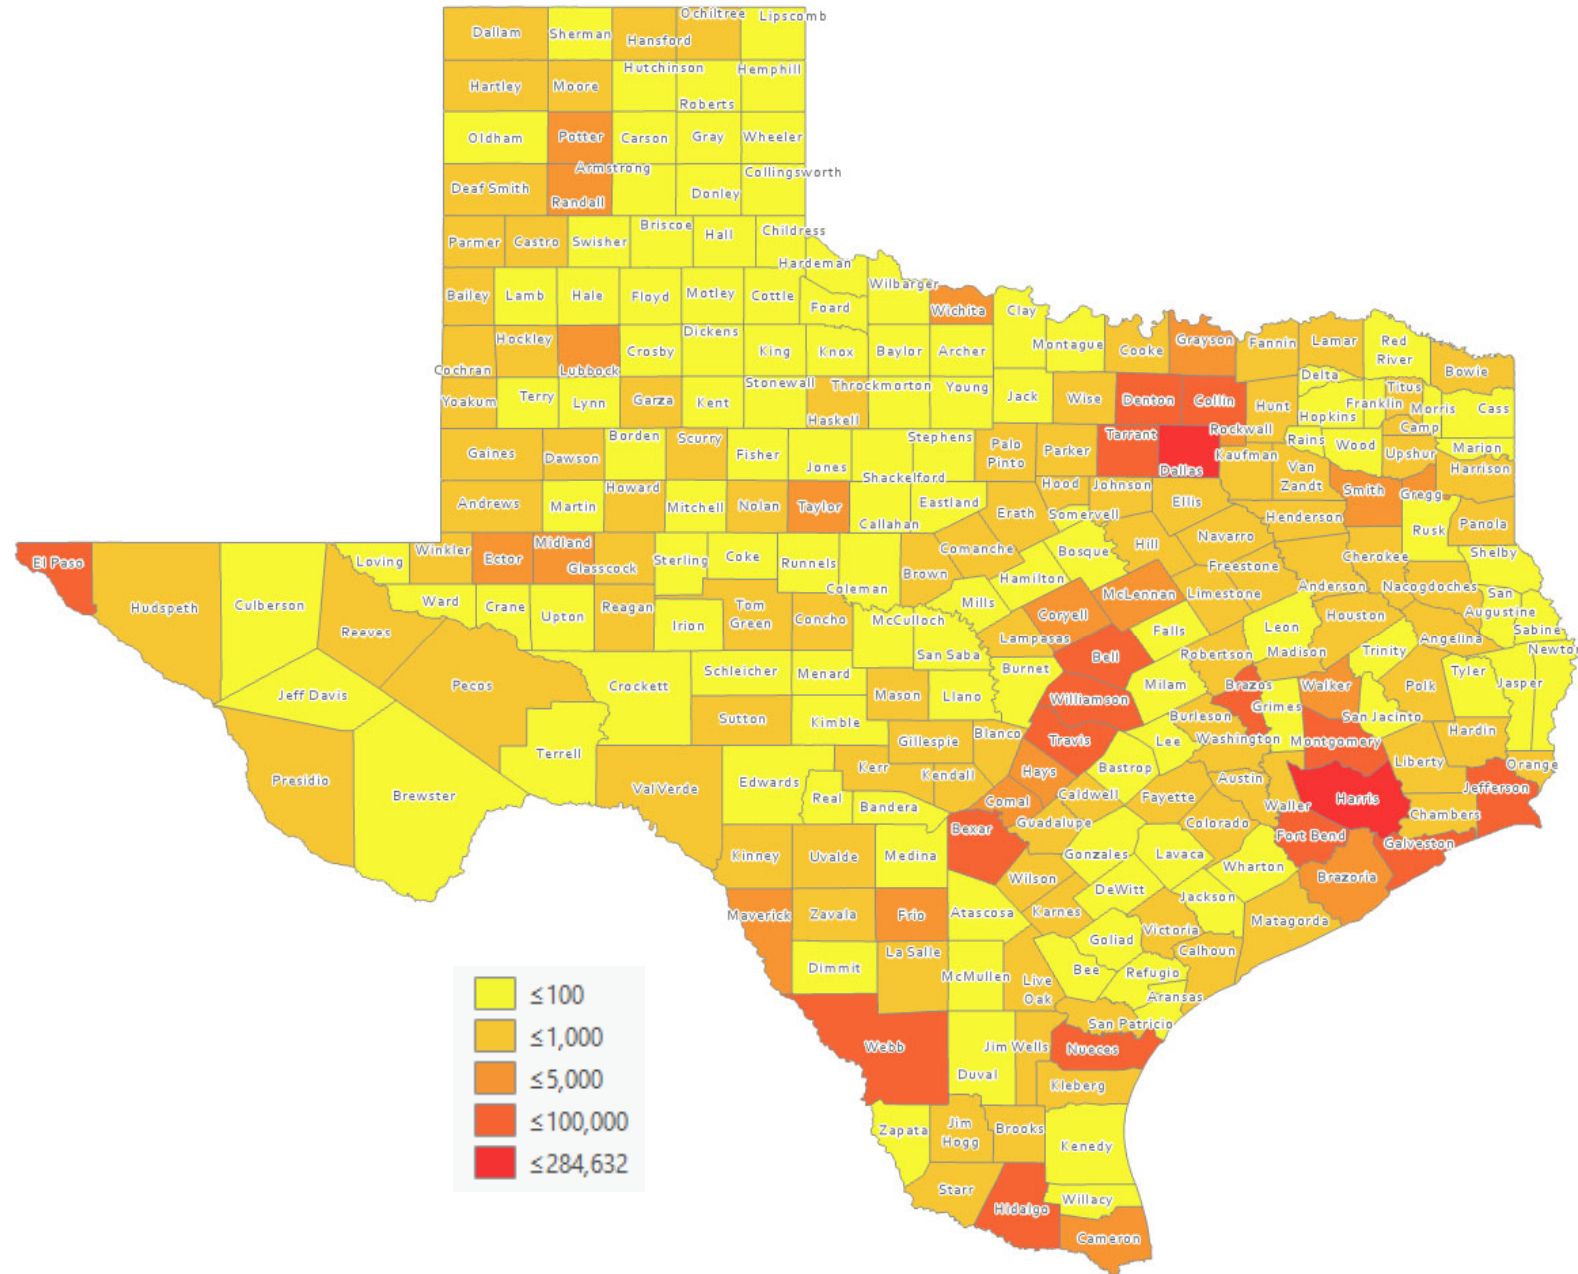 Dallam
Sherman
Hansford
Ochiltree
Lipscomb
Hartley
Moore
Hutchinson
Roberts
Hemphill
Oldham
Potter
Carson
Gray
Wheeler
Deaf Smith
Randall
Armstrong
Donley
Collingsworth
Parmer
Castro
Swisher
Briscoe
Hall
Childress
Hardeman
Bailey
Lamb
Hale
Floyd
Motley
Cottle
Foard
Wilbarger
Wichita
Clay
Cochran
Hockley
Lubbock
Crosby
Dickens
King
Knox
Baylor
Archer
Montague
Cooke
Grayson
Fannin
Lamar
Red
River
Bowie
Yoakum
Terry
Lynn
Garza
Kent
Stonewall
Haskell
Throckmorton
Young
Jack
Wise
Denton
Collin
Hunt
Delta
Hopkins
Franklin
Titus
Morris
Cass
Camp
Gaines
Dawson
Borden
Scurry
Fisher
Jones
Shackelford
Stephens
Palo
Pinto
Parker
Tarrant
Dallas
Rockwall
Kaufman
Rains
Wood
Upshur
Marion
Harrison
Van
Zandt
Smith
Gregg
Andrews
Martin
Howard
Mitchell
Nolan
Taylor
Callahan
Eastland
Erath
Hood
Somervell
Johnson
Ellis
Henderson
Rusk
Panola
El Paso
Hudspeth
Culberson
Reeves
Loving
Winkler
Ector
Midland
Glasscock
Sterling
Coke
Runnels
Coleman
Brown
Comanche
Hamilton
Bosque
Hill
Navarro
Freestone
Anderson
Cherokee
Nacogdoches
Shelby
San
Augustine
Sabine
Ward
Crane
Upton
Reagan
Irion
Tom
Green
Concho
McCulloch
San Saba
Mills
Lampasas
Coryell
McLennan
Limestone
Falls
Leon
Houston
Angelina
Newton
Jeff Davis
Pecos
Crockett
Schleicher
Menard
Mason
Llano
Burnet
Bell
Milam
Robertson
Madison
Trinity
Polk
Tyler
Jasper
Presidio
Brewster
Terrell
Sutton
Kimble
Gillespie
Blanco
Williamson
Travis
Lee
Burleson
Brazos
Grimes
Walker
San Jacinto
Hardin
Val Verde
Edwards
Real
Kerr
Kendall
Bandera
Hays
Comal
Caldwell
Bastrop
Fayette
Washington
Austin
Waller
Montgomery
Liberty
Orange
Jefferson
Chambers
Harris
Kinney
Uvalde
Medina
Bexar
Guadalupe
Gonzales
Lavaca
Colorado
Wharton
Fort Bend
Galveston
Brazoria
Maverick
Zavala
Frio
Atascosa
Wilson
Karnes
DeWitt
Jackson
Matagorda
Victoria
Calhoun
Goliad
Dimmit
La Salle
McMullen
Live
Oak
Bee
Refugio
Aransas
San Patricio
Webb
Duval
Jim Wells
Nueces
Kleberg
Zapata
Jim
Hogg
Brooks
Kenedy
Starr
Hidalgo
Willacy
Cameron
≤100
≤1,000
≤5,000
≤100,000
≤284,632